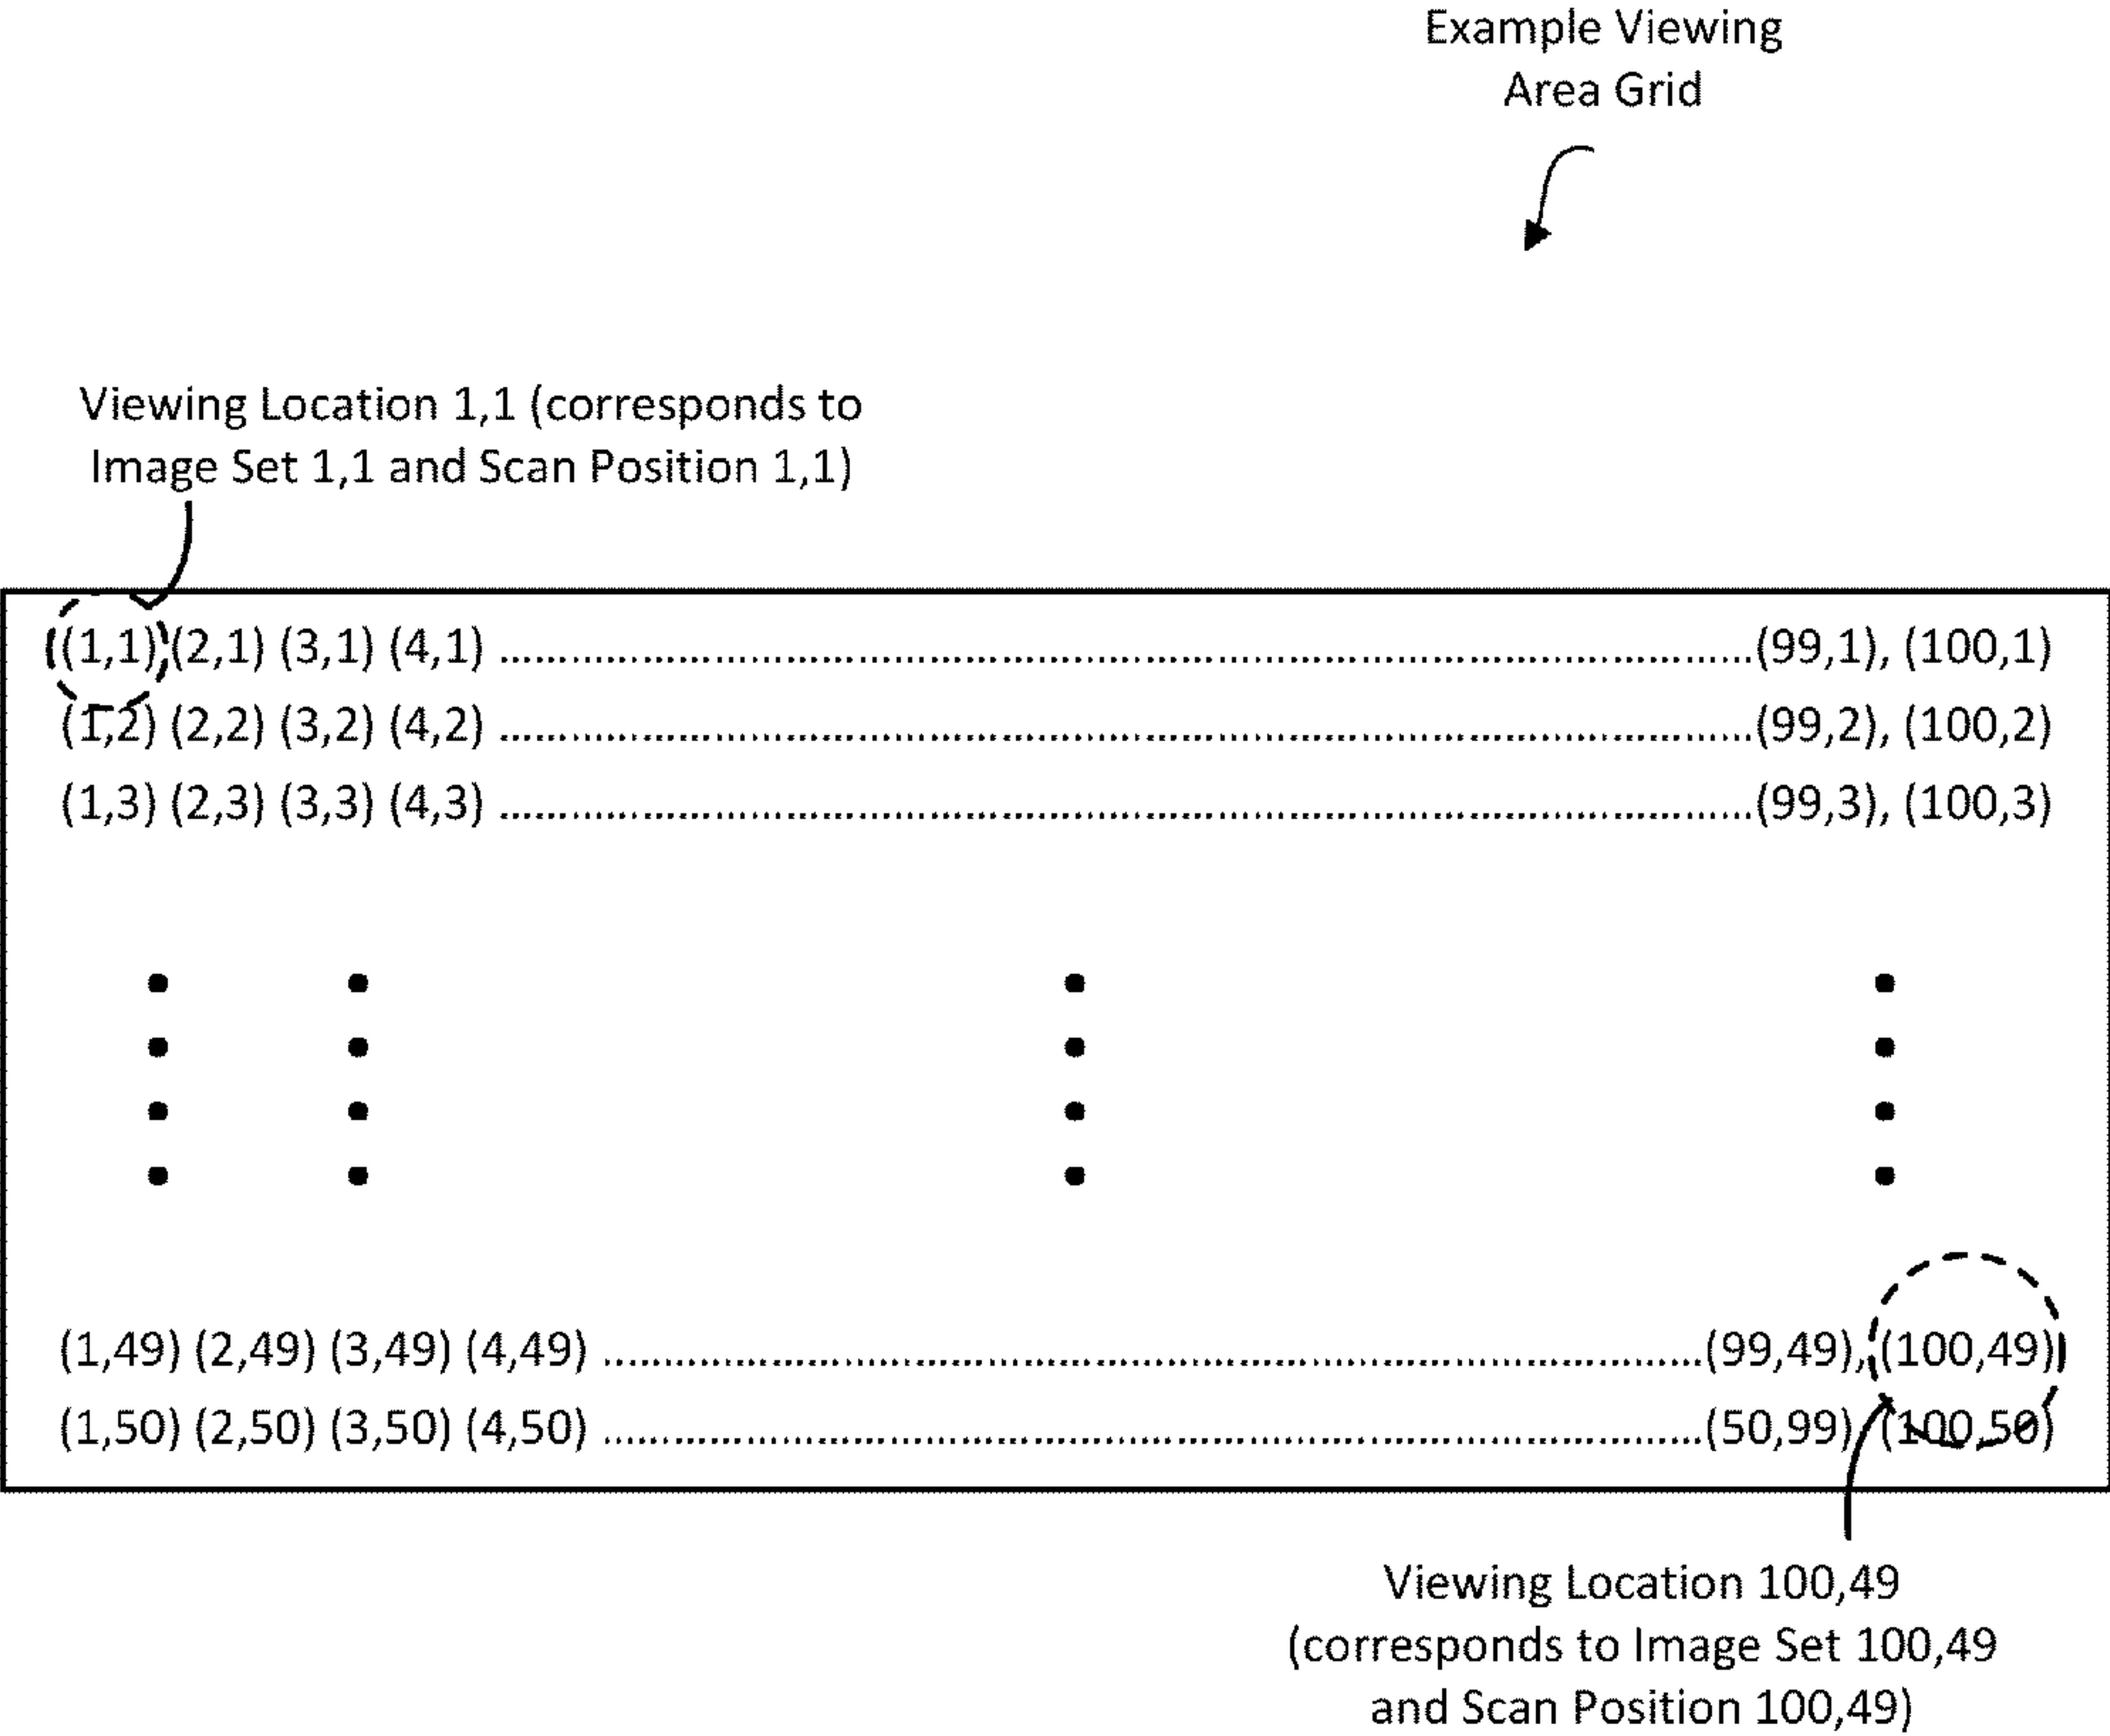 Example Viewing
Area Grid
Viewing Location 1,1 (corresponds to
Image Set 1,1 and Scan Position 1,1)
(1,1) (2,1) (3,1) (4,1) ..........................................................................................(99,1), (100,1)
(1,2) (2,2) (3,2) (4,2) ..........................................................................................(99,2), (100,2)
(1,3) (2,3) (3,3) (4,3) ..........................................................................................(99,3), (100,3)
(1,49) (2,49) (3,49) (4,49) ..............................................................................(99,49), (100,49)
(1,50) (2,50) (3,50) (4,50) ..............................................................................(50,99), (100,50)
Viewing Location 100,49
(corresponds to Image Set 100,49
and Scan Position 100,49)